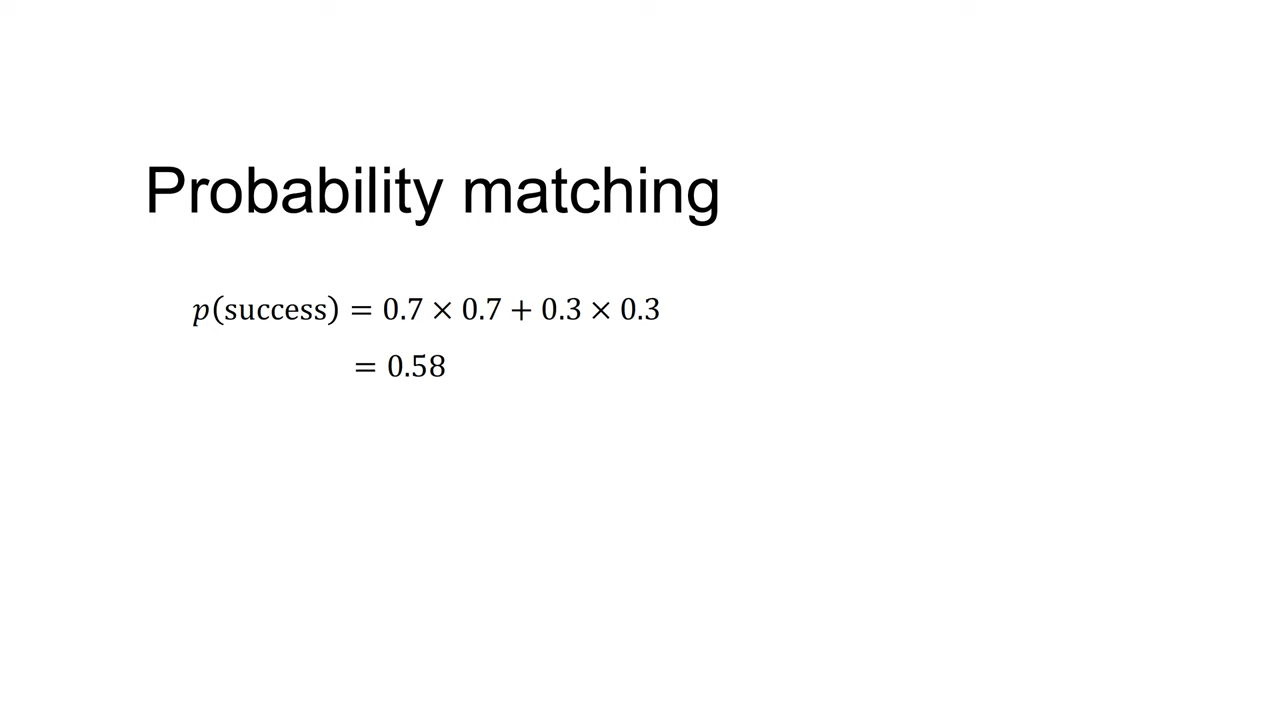 Probability matching
p(success) = 0.7 × 0.7 + 0.3 × 0.3
= 0.58